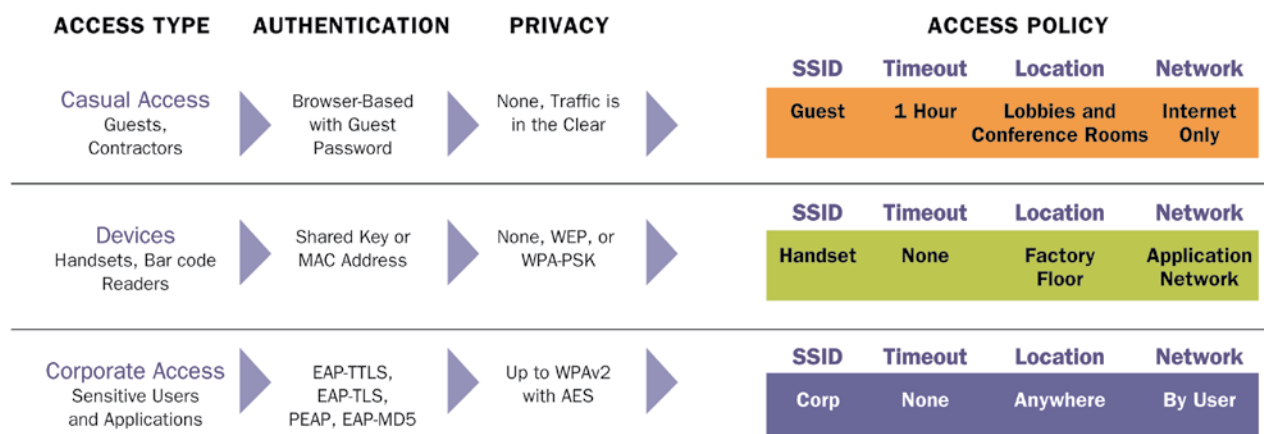 ACCESS TYPE AUTHENTICATION PRIVACY ACCESS POLICY
SSID Timeout Location Network
Casual Access
Guests,
Contractors
Browser-Based
with Guest
Password
None, Traffic is
in the Clear
Guest 1 Hour Lobbies and
Conference Rooms Internet
Only
SSID Timeout Location Network
Devices
Handsets, Bar code
Readers
Shared Key or
MAC Address
None, WEP, or
WPA-PSK
Handset None Factory
Floor Application
Network
SSID Timeout Location Network
Corporate Access
Sensitive Users
and Applications
EAP-TTLS,
EAP-TLS,
PEAP, EAP-MD5
Up to WPAv2
with AES
Corp None Anywhere By User